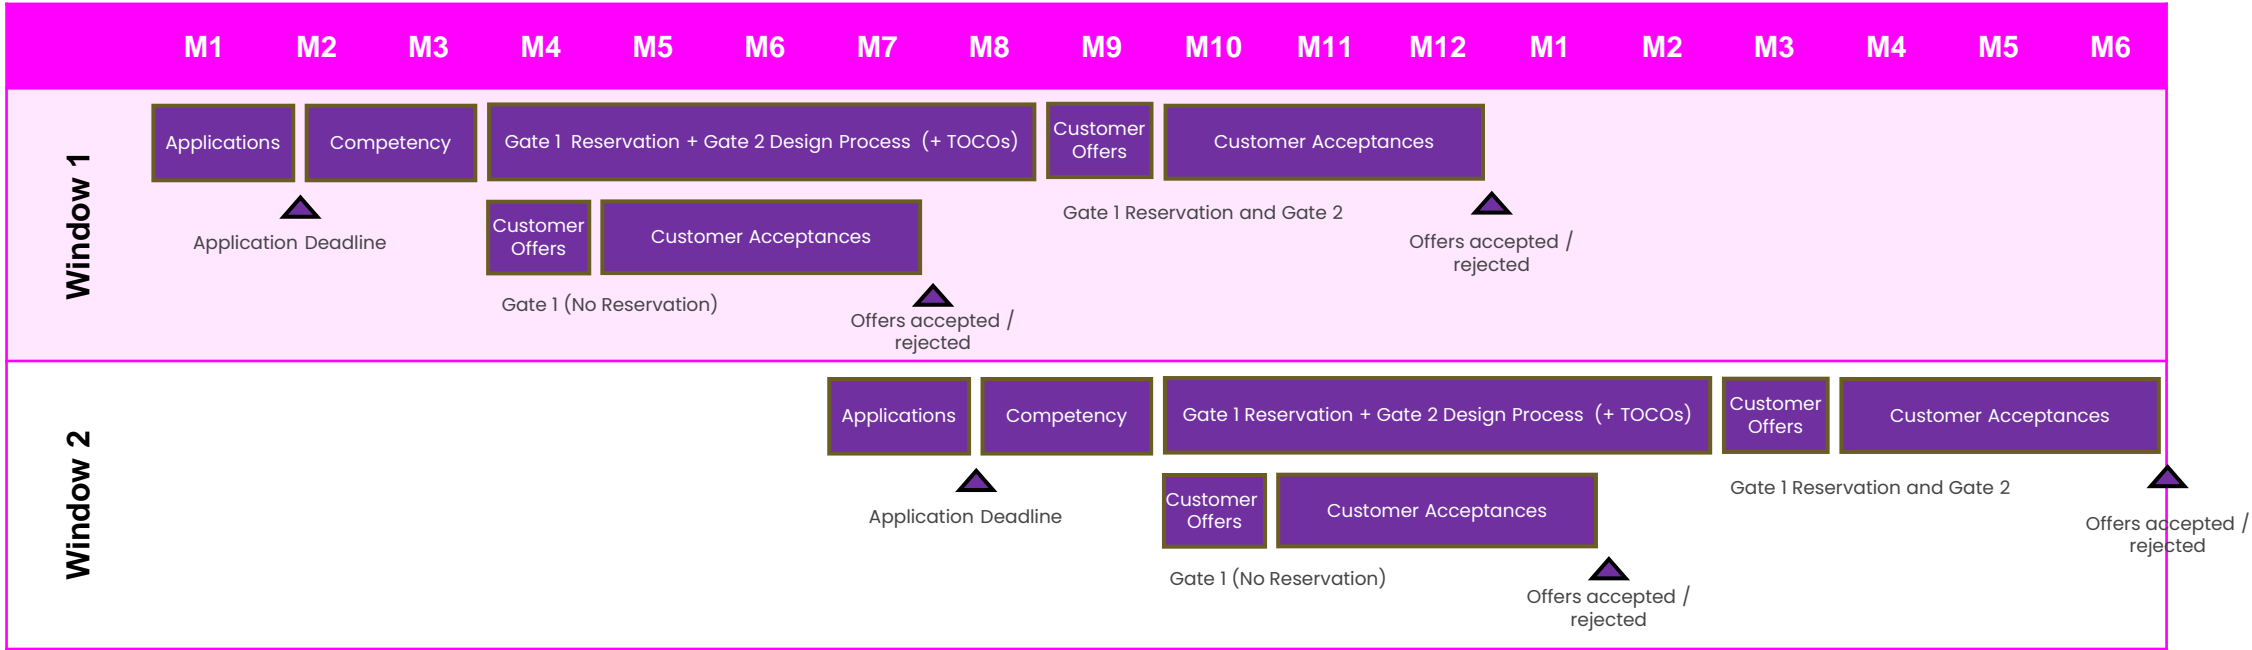 M1 M2 M3 M4 M5 M6 M7 M8 M9 M10 M11 M12 M1 M2 M3 M4 M5 M6
Window 1
Applications
Competency
Gate 1 Reservation + Gate 2 Design Process (+ TOCOs)
Customer
Offers
Customer Acceptances
Application Deadline
Customer
Offers
Customer Acceptances
Gate 1 Reservation and Gate 2
Offers accepted /
rejected
Gate 1 (No Reservation)
Offers accepted /
rejected
Window 2
Applications
Competency
Gate 1 Reservation + Gate 2 Design Process (+ TOCOs)
Customer
Offers
Customer Acceptances
Application Deadline
Customer
Offers
Customer Acceptances
Gate 1 Reservation and Gate 2
Offers accepted /
rejected
Gate 1 (No Reservation)
Offers accepted /
rejected